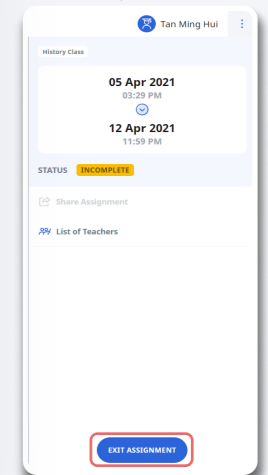 Tan Ming Hui
History Class
05 Apr 2021
03:29 PM
12 Apr 2021
11:59 PM
STATUS INCOMPLETE
Share Assignment
List of Teachers
EXIT ASSIGNMENT